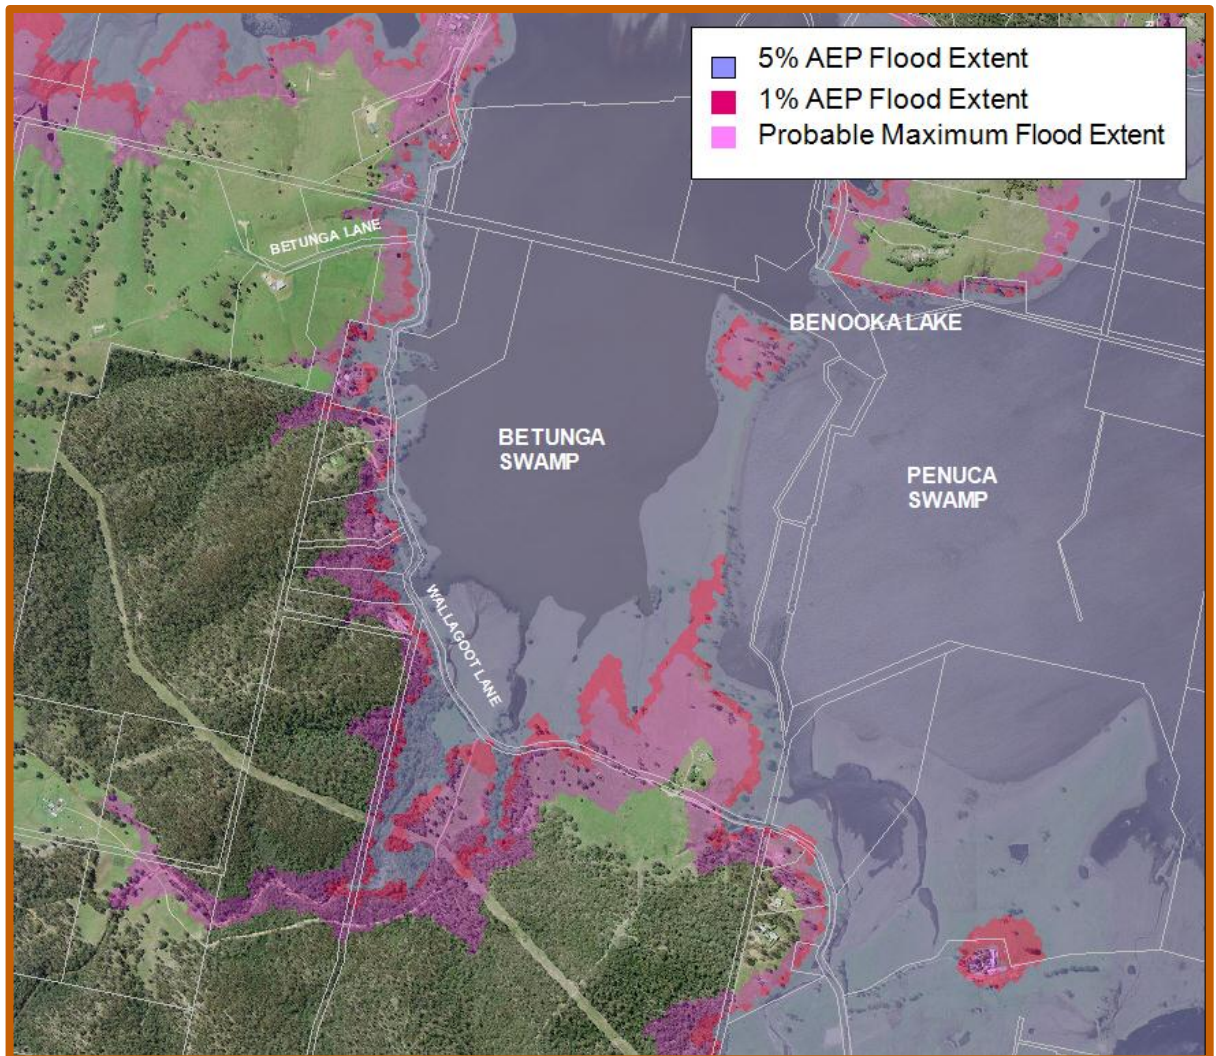 5% AEP Flood Extent
1% AEP Flood Extent
Probable Maximum Flood Extent
BETUNGA LANE
BENOOKA LAKE
BETUNGA
SWAMP
PENUCA
SWAMP
WALLAGOOT LANE